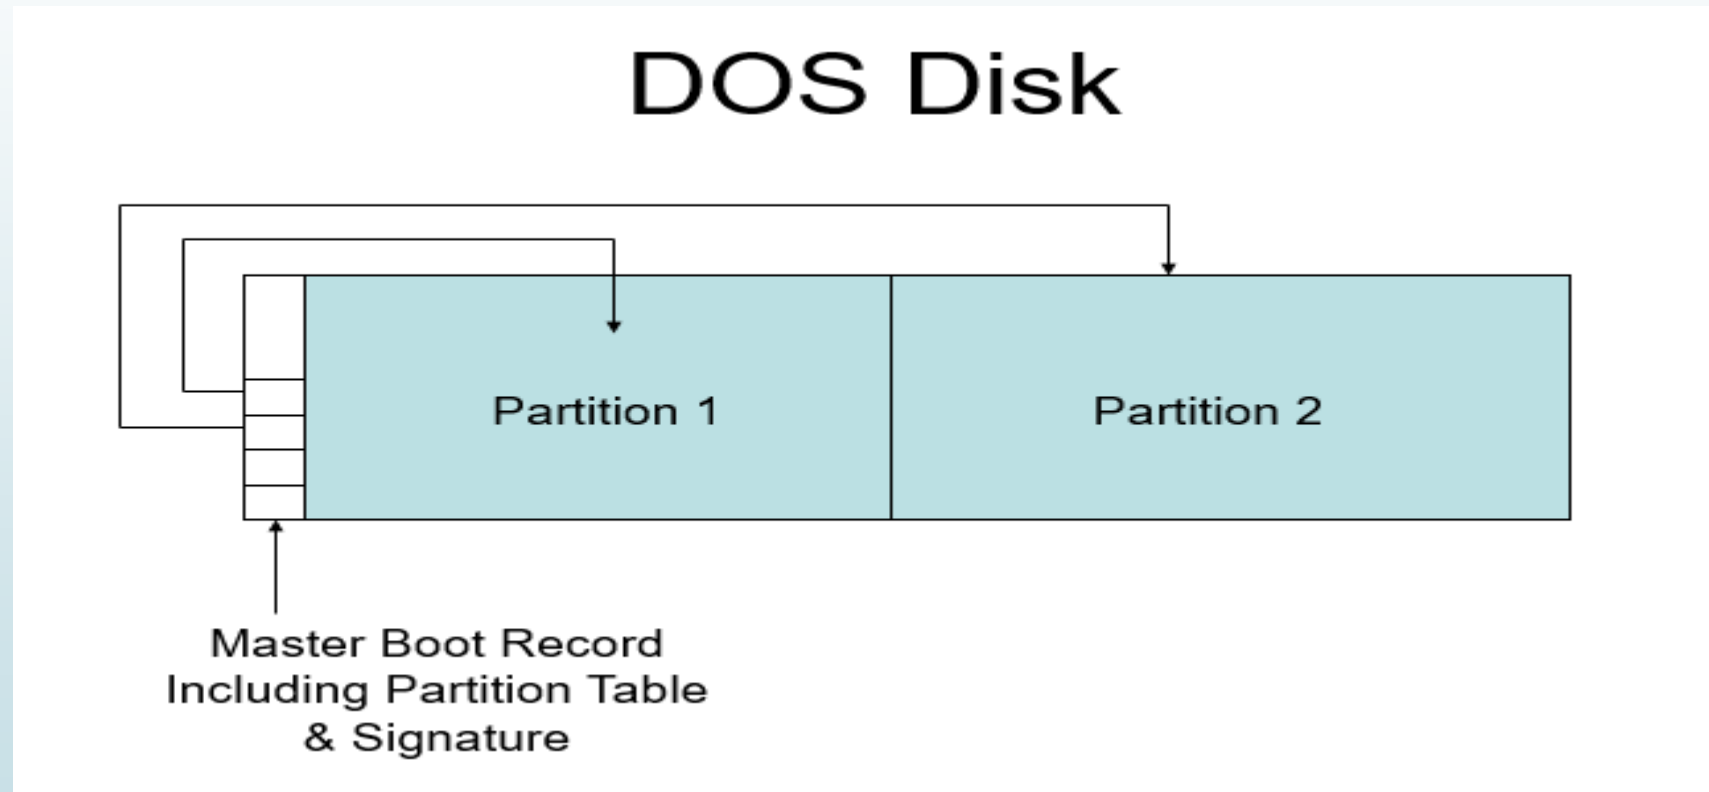 DOS Disk
Partition 1
Partition 2
Master Boot Record
Including Partition Table
& Signature